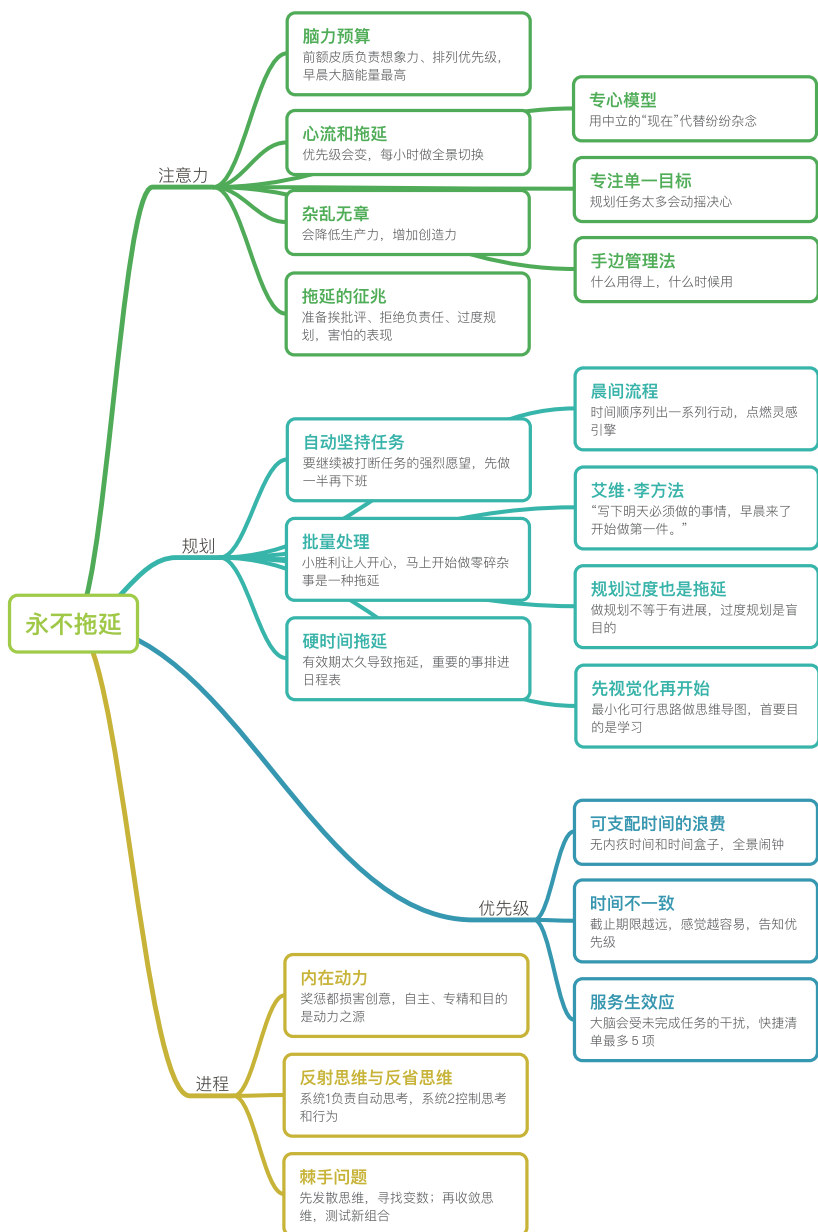 永不拖延
注意力
脑力预算
前额皮质负责想象力、排列优先级，
早晨大脑能量最高
心流和拖延
优先级会变，每小时做全景切换
杂乱无章
会降低生产力，增加创造力
拖延的征兆
准备挨批评、拒绝负责任、过度规
划，害怕的表现
专心模型
用中立的“现在”代替纷纷杂念
专注单一目标
规划任务太多会动摇决心
手边管理法
什么用得上，什么时候用
规划
自动坚持任务
要继续被打断任务的强烈愿望，先做
一半再下班
批量处理
小胜利让人开心，马上开始做零碎杂
事是一种拖延
硬时间拖延
有效期太久导致拖延，重要的事排进
日程表
晨间流程
时间顺序列出一系列行动，点燃灵感
引擎
艾维·李方法
“写下明天必须做的事情，早晨来了
开始做第一件。”
规划过度也是拖延
做规划不等于有进展，过度规划是盲
目的
先视觉化再开始
最小化可行思路做思维导图，首要目
的是学习
优先级
可支配时间的浪费
无内疚时间和时间盒子，全景闹钟
时间不一致
截止期限越远，感觉越容易，告知优
先级
服务生效应
大脑会受未完成任务的干扰，快捷清
单最多 5 项
进程
内在动力
奖惩都损害创意，自主、专精和目的
是动力之源
反射思维与反省思维
系统1负责自动思考，系统2控制思考
和行为
棘手问题
先发散思维，寻找变数；再收敛思
维，测试新组合